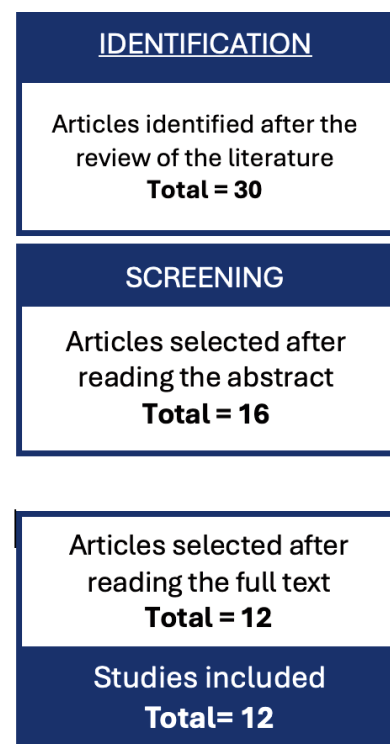 IDENTIFICATION
Articles identified after the
review of the literature
Total = 30
SCREENING
Articles selected after
reading the abstract
Total = 16
Articles selected after
reading the full text
Total = 12
Studies included
Total= 12